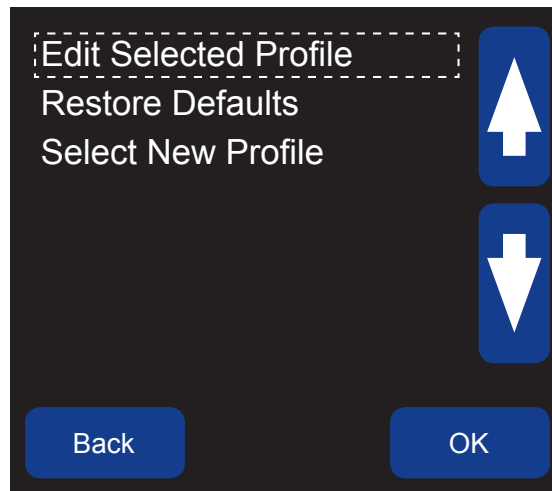 Edit Selected Profile
Restore Defaults
Select New Profile
Back
OK